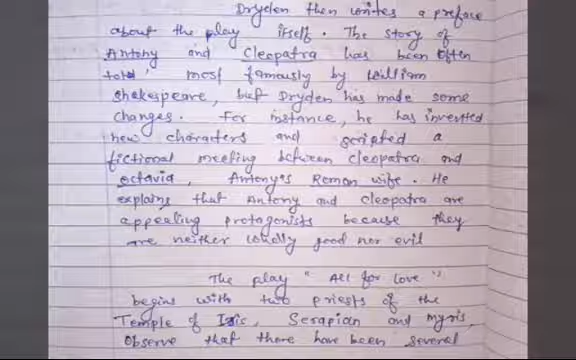 Dryden then writes a preface
about the play itself. The story of
Antony and Cleopatra has been often
told most famously by William
Shakespeare, but Dryden has made some
changes. For instance, he has invented
new characters and scripted a
fictional meeting between Cleopatra and
Octavia, Antony's Roman wife. He
explains that Antony and Cleopatra are
appealing protagonists because they
are neither wholly good nor evil
The play "All for Love"
begins with two priests of the
Temple of Isis, Serapian and Myris,
observe that there have been several